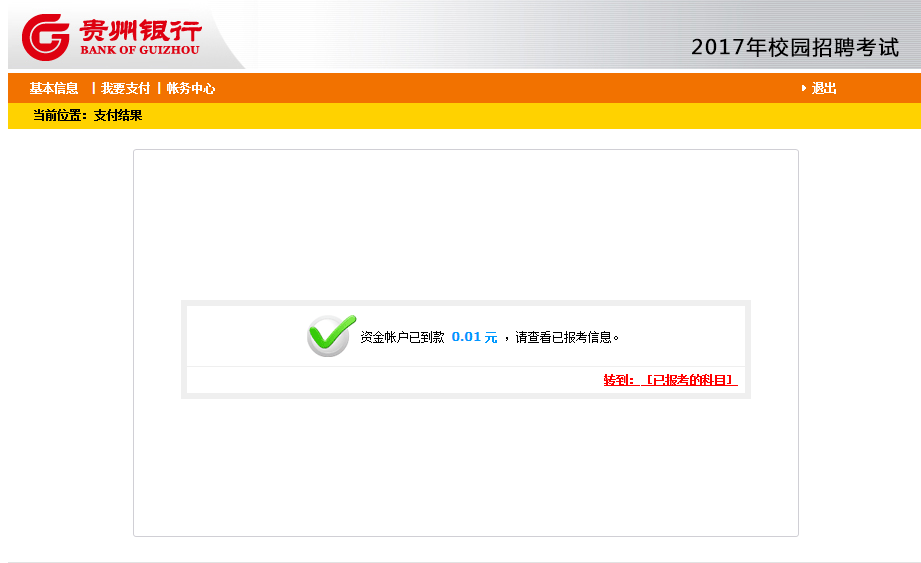 贵州银行
BANK OF GUIZHOU
2017年校园招聘考试
基本信息 | 我要支付 | 帐务中心
退出
当前位置：支付结果
资金帐户已到款 0.01 元 ，请查看已报考信息。
转到：［已报考的科目］